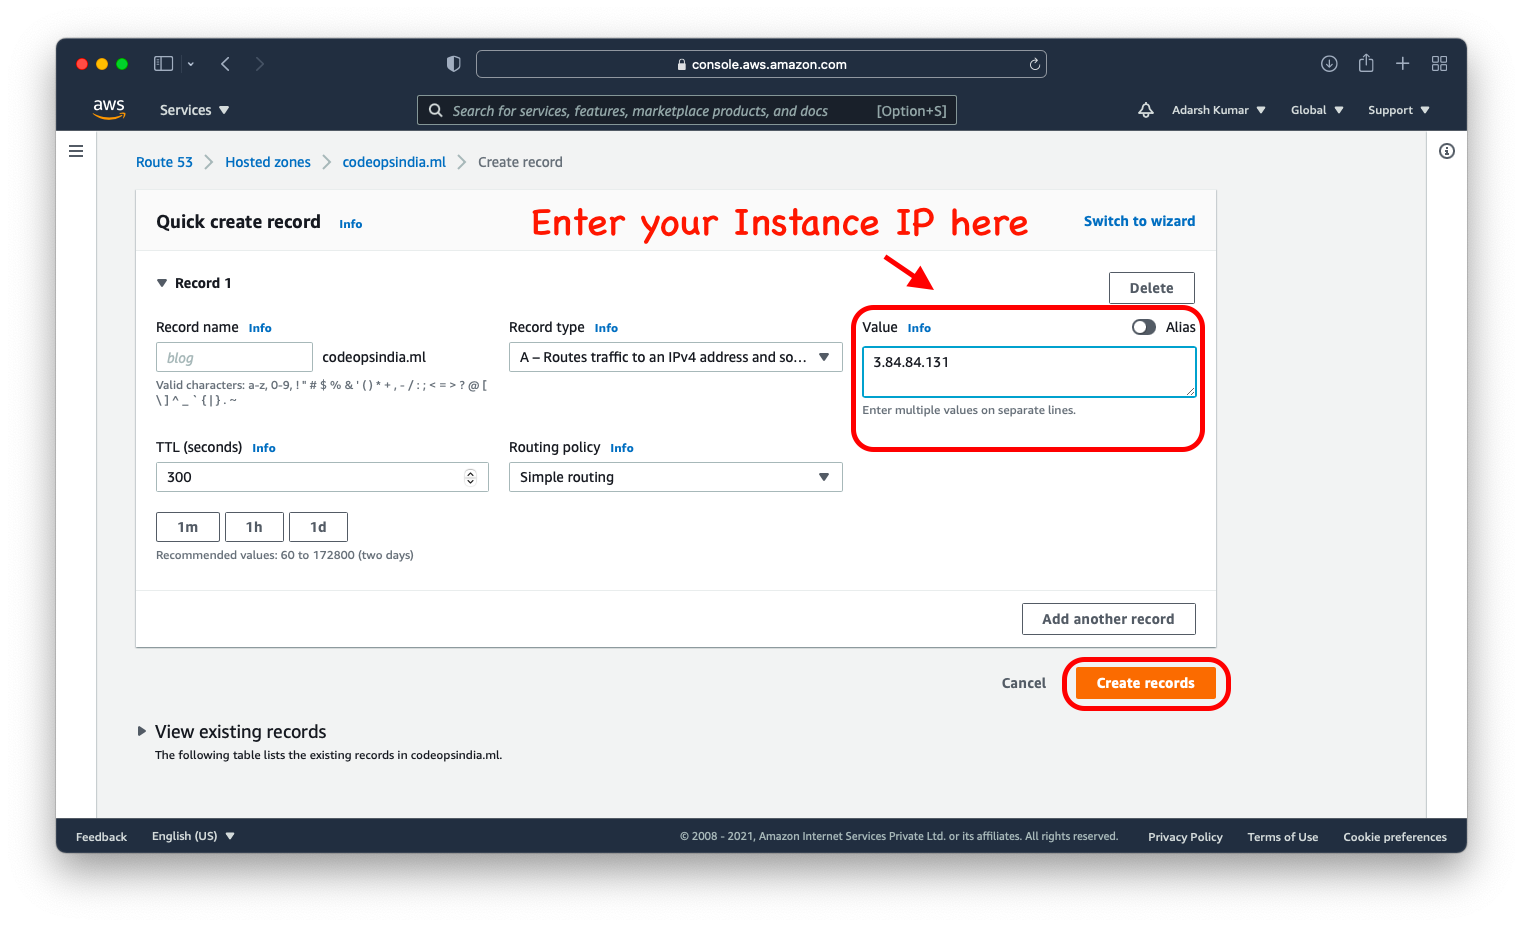 console.aws.amazon.com
aws
Services
Search for services, features, marketplace products, and docs [Option+S]
Adarsh Kumar
Global
Support
Route 53 > Hosted zones > codeopsindia.ml > Create record
Quick create record Info
Enter your Instance IP here
Switch to wizard
Record 1
Delete
Record name Info
blog
codeopsindia.ml
Valid characters: a-z, 0-9, ! " # $ % & ' ( ) * + , - / : ; < = > ? @ [
\ ] ^ _ ` { | } . ~
Record type Info
A – Routes traffic to an IPv4 address and so...
Value Info
Alias
3.84.84.131
Enter multiple values on separate lines.
TTL (seconds) Info
300
1m 1h 1d
Recommended values: 60 to 172800 (two days)
Routing policy Info
Simple routing
Add another record
Cancel
Create records
View existing records
The following table lists the existing records in codeopsindia.ml.
Feedback
English (US)
© 2008 - 2021, Amazon Internet Services Private Ltd. or its affiliates. All rights reserved.
Privacy Policy
Terms of Use
Cookie preferences